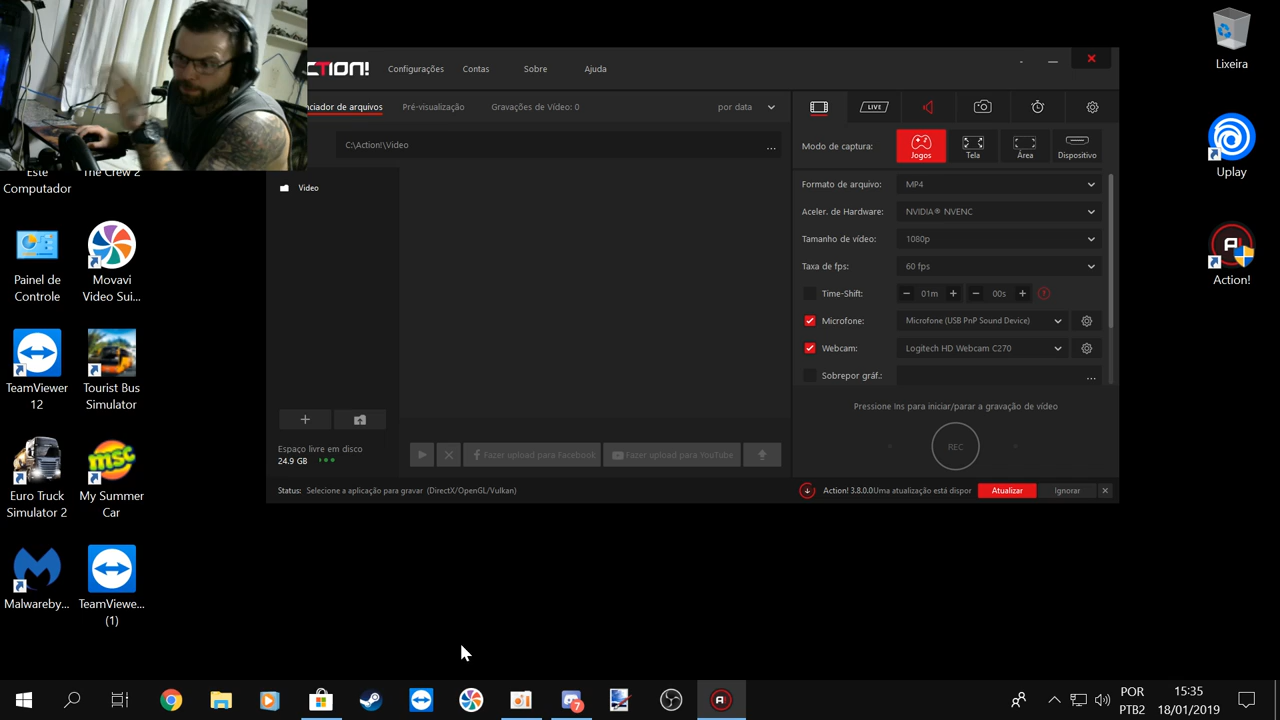 CTION!
Configurações
Contas
Sobre
Ajuda
ciador de arquivos
Pré-visualização
Gravações de Vídeo: 0
por data
LIVE
C:\Action!\Video
...
Modo de captura:
Jogos
Tela
Área
Dispositivo
Video
Formato de arquivo:
MP4
Aceler. de Hardware:
NVIDIA® NVENC
Tamanho de vídeo:
1080p
Taxa de fps:
60 fps
Time-Shift:
01m
00s
Microfone:
Microfone (USB PnP Sound Device)
Webcam:
Logitech HD Webcam C270
Sobrepor gráf.:
...
Pressione Ins para iniciar/parar a gravação de vídeo
REC
Espaço livre em disco
24.9 GB
Fazer upload para Facebook
Fazer upload para YouTube
Status:
Selecione a aplicação para gravar (DirectX/OpenGL/Vulkan)
Action! 3.8.0.0Uma atualização está dispor
Atualizar
Ignorar
Este
Computador
The Crew 2
Painel de
Controle
Movavi
Video Sui...
TeamViewer
12
Tourist Bus
Simulator
Euro Truck
Simulator 2
msc
My Summer
Car
Malwareby...
TeamViewe...
(1)
Lixeira
Uplay
A!
Action!
7
A!
POR
PTB2
15:35
18/01/2019